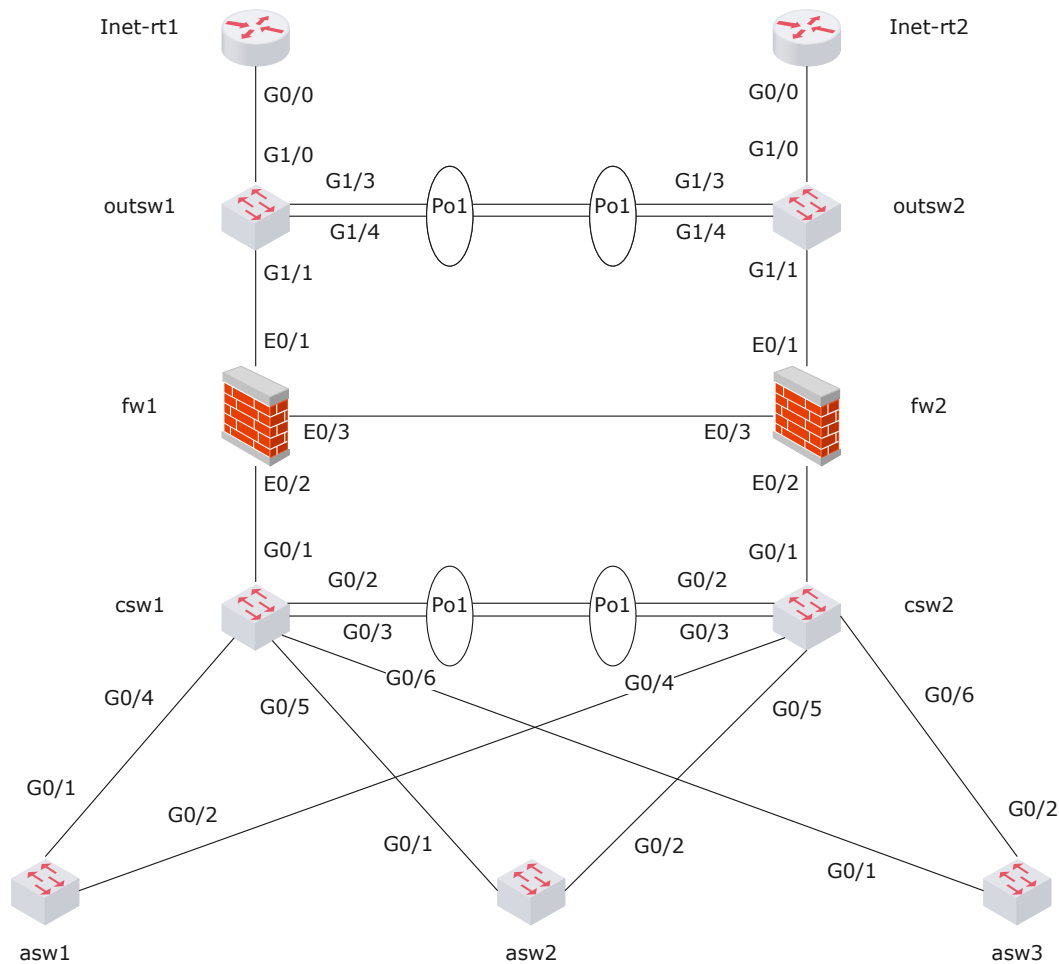 Inet-rt1
Inet-rt2
G0/0
G0/0
G1/0
G1/0
G1/3
G1/3
outsw1
Po1
Po1
outsw2
G1/4
G1/4
G1/1
G1/1
E0/1
E0/1
fw1
fw2
E0/3
E0/3
E0/2
E0/2
G0/1
G0/1
G0/2
G0/2
csw1
Po1
Po1
csw2
G0/3
G0/3
G0/6
G0/4
G0/4
G0/6
G0/5
G0/5
G0/1
G0/2
G0/2
G0/1
G0/2
G0/1
asw1
asw2
asw3